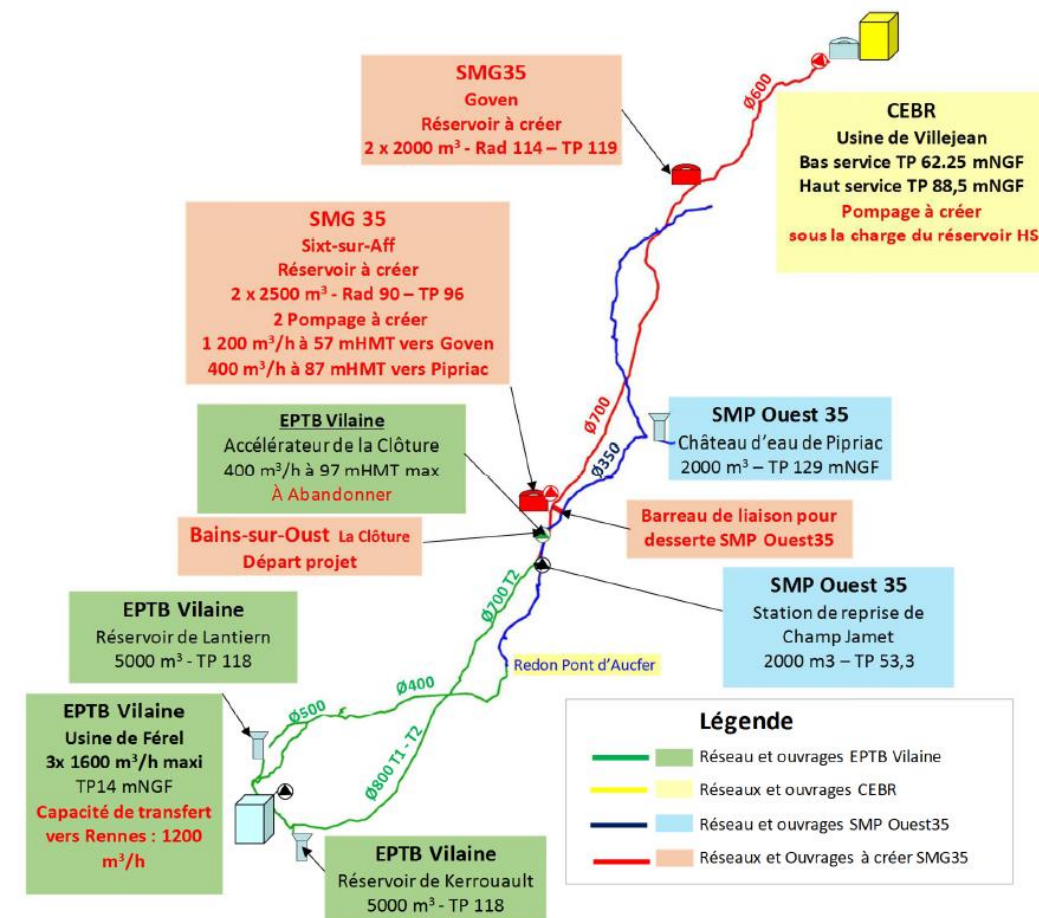 SMG35
Goven
Réservoir à créer
2 x 2000 m³ - Rad 114 – TP 119
Ø600
CEBR
Usine de Villejean
Bas service TP 62.25 mNGF
Haut service TP 88,5 mNGF
Pompage à créer
sous la charge du réservoir HS
SMG 35
Sixt-sur-Aff
Réservoir à créer
2 x 2500 m³ - Rad 90 – TP 96
2 Pompage à créer
1 200 m³/h à 57 mHMT vers Goven
400 m³/h à 87 mHMT vers Pipriac
Ø700
Ø350
SMP Ouest 35
Château d'eau de Pipriac
2000 m³ – TP 129 mNGF
EPTB Vilaine
Accélérateur de la Clôture
400 m³/h à 97 mHMT max
À Abandonner
Bains-sur-Oust La Clôture
Départ projet
Barreau de liaison pour
desserte SMP Ouest35
SMP Ouest 35
Station de reprise de
Champ Jamet
2000 m3 – TP 53,3
Ø700 T2
EPTB Vilaine
Réservoir de Lantiern
5000 m³ - TP 118
Redon Pont d'Aucfer
Ø400
Ø500
Ø800 T1 - T2
EPTB Vilaine
Usine de Férel
3x 1600 m³/h maxi
TP14 mNGF
Capacité de transfert
vers Rennes : 1200
m³/h
EPTB Vilaine
Réservoir de Kerrouault
5000 m³ - TP 118
Légende
Réseau et ouvrages EPTB Vilaine
Réseaux et ouvrages CEBR
Réseau et ouvrages SMP Ouest35
Réseaux et Ouvrages à créer SMG35